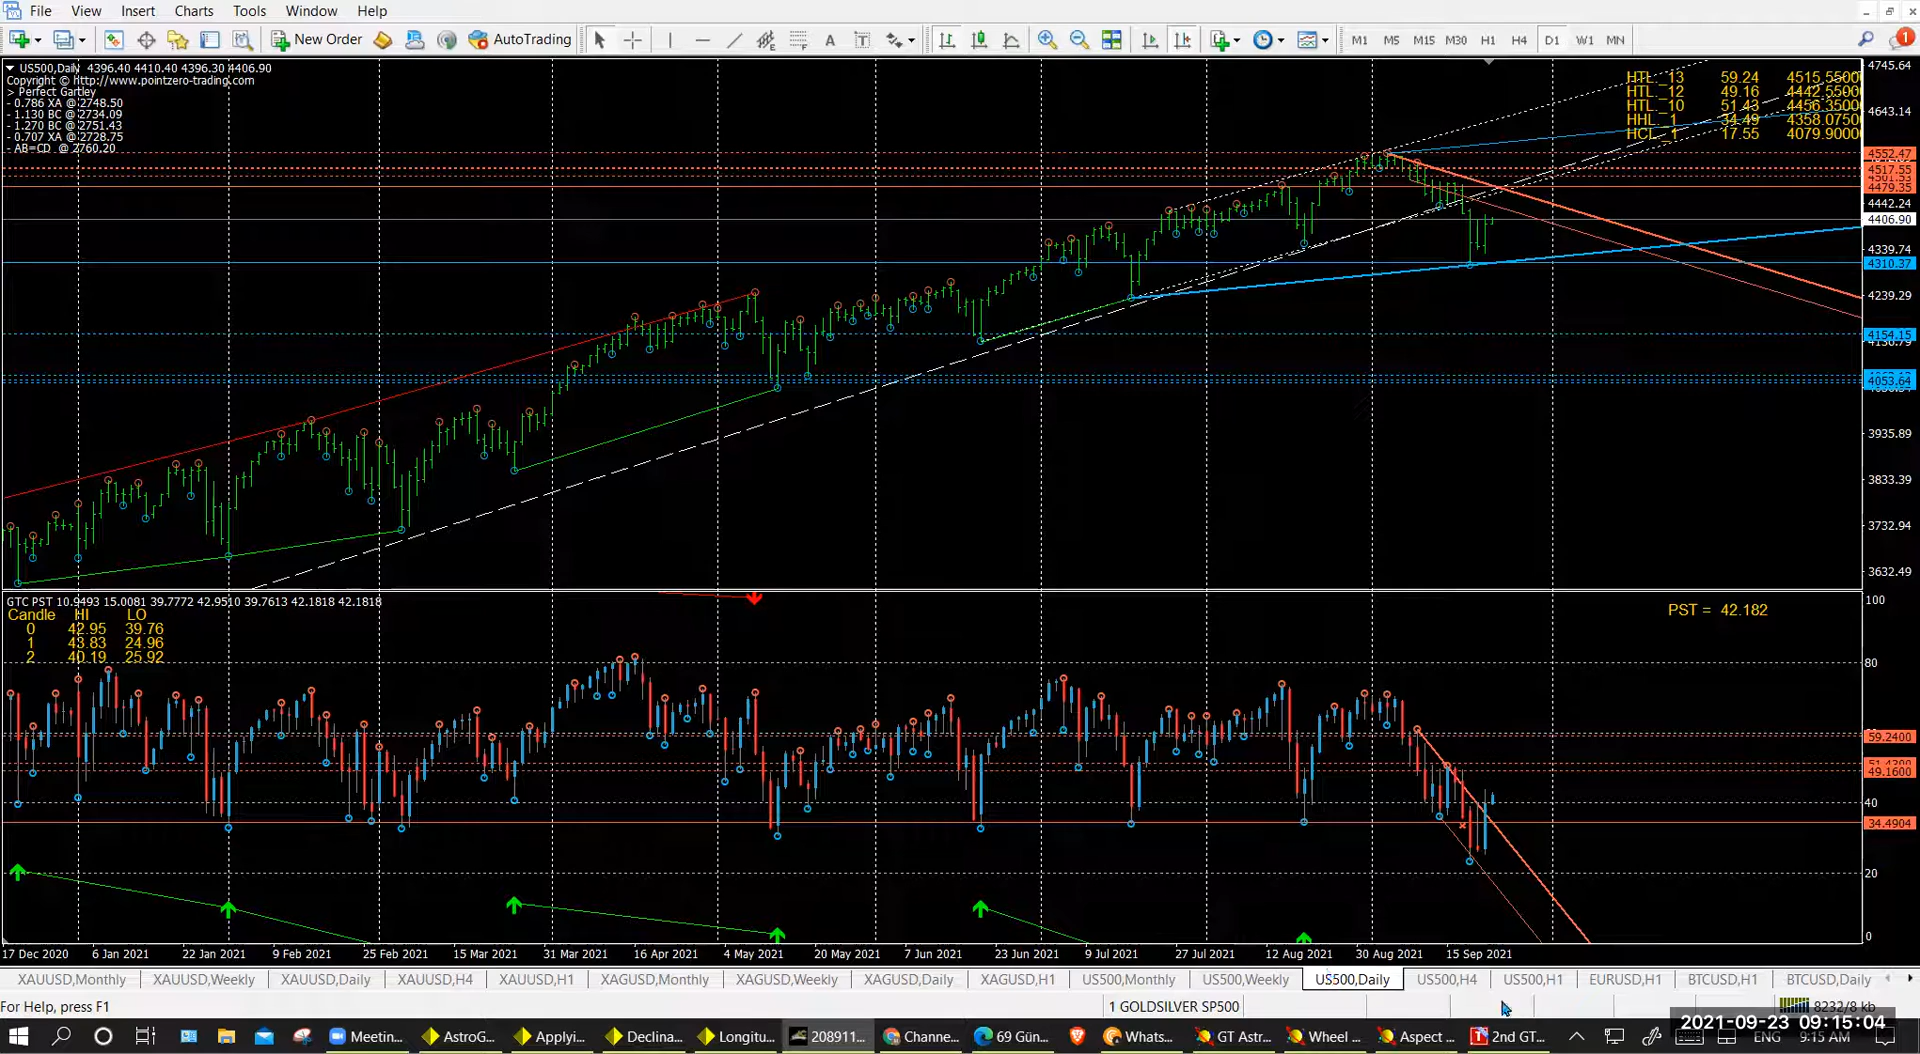 File View Insert Charts Tools Window Help
New Order AutoTrading M1 M5 M15 M30 H1 H4 D1 W1 MN 1
US500,Daily 4396.40 4410.40 4396.30 4406.90
Copyright © http://www.pointzero-trading.com
> Perfect Gartley
- 0.786 XA @ 2748.50
- 1.130 BC @ 2734.09
- 1.270 BC @ 2751.43
- 0.707 XA @ 2728.75
- AB=CD @ 2760,20
HTL._13 59.24 4515.5500
HTL._12 49.16 4442.5500
HTL._10 51.43 4456.3500
HHL._1 34.49 4358.0750
HCL._1 17.55 4079.9000
4745.64
4643.14
4552.47
4517.55
4479.35
4442.24
4406.90
4339.74
4310.37
4239.29
4154.15
4053.64
3935.89
3833.39
3732.94
3632.49
GTC PST 10.9493 15.0081 39.7772 42.9510 39.7613 42.1818 42.1818
Candle HI LO
0 42.95 39.76
1 43.83 24.96
2 40.19 25.92
PST = 42.182
100
80
59.2400
49.1600
40
34.4904
20
0
17 Dec 2020 6 Jan 2021 22 Jan 2021 9 Feb 2021 25 Feb 2021 15 Mar 2021 31 Mar 2021 16 Apr 2021 4 May 2021 20 May 2021 7 Jun 2021 23 Jun 2021 9 Jul 2021 27 Jul 2021 12 Aug 2021 30 Aug 2021 15 Sep 2021
XAUUSD,Monthly XAUUSD,Weekly XAUUSD,Daily XAUUSD,H4 XAUUSD,H1 XAGUSD,Monthly XAGUSD,Weekly XAGUSD,Daily XAGUSD,H1 US500,Monthly US500,Weekly US500,Daily US500,H4 US500,H1 EURUSD,H1 BTCUSD,H1 BTCUSD,Daily
For Help, press F1 1 GOLDSILVER SP500 8232/8 kb
Meetin... AstroG... Applyi... Declina... Longitu... 208911... Channe... 69 Gün... Whats... GT Astr... Wheel ... Aspect ... 2nd GT... ENG 9:15 AM
2021-09-23 09:15:04